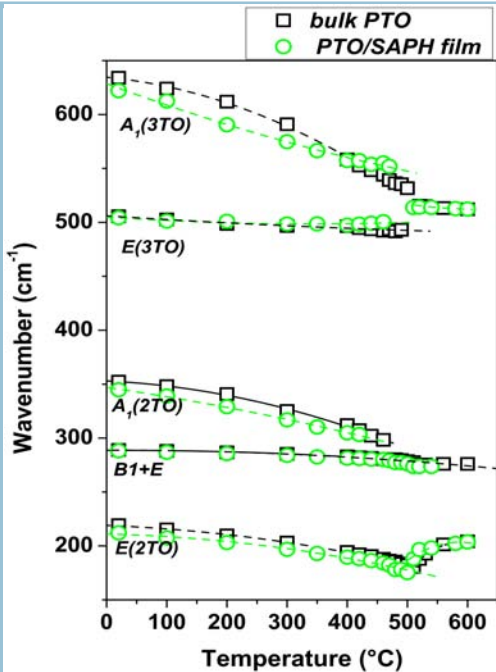 bulk PTO
PTO/SAPH film
Wavenumber (cm⁻¹)
600
500
400
300
200
A₁(3TO)
E(3TO)
A₁(2TO)
B1+E
E(2TO)
0 100 200 300 400 500 600
Temperature (°C)